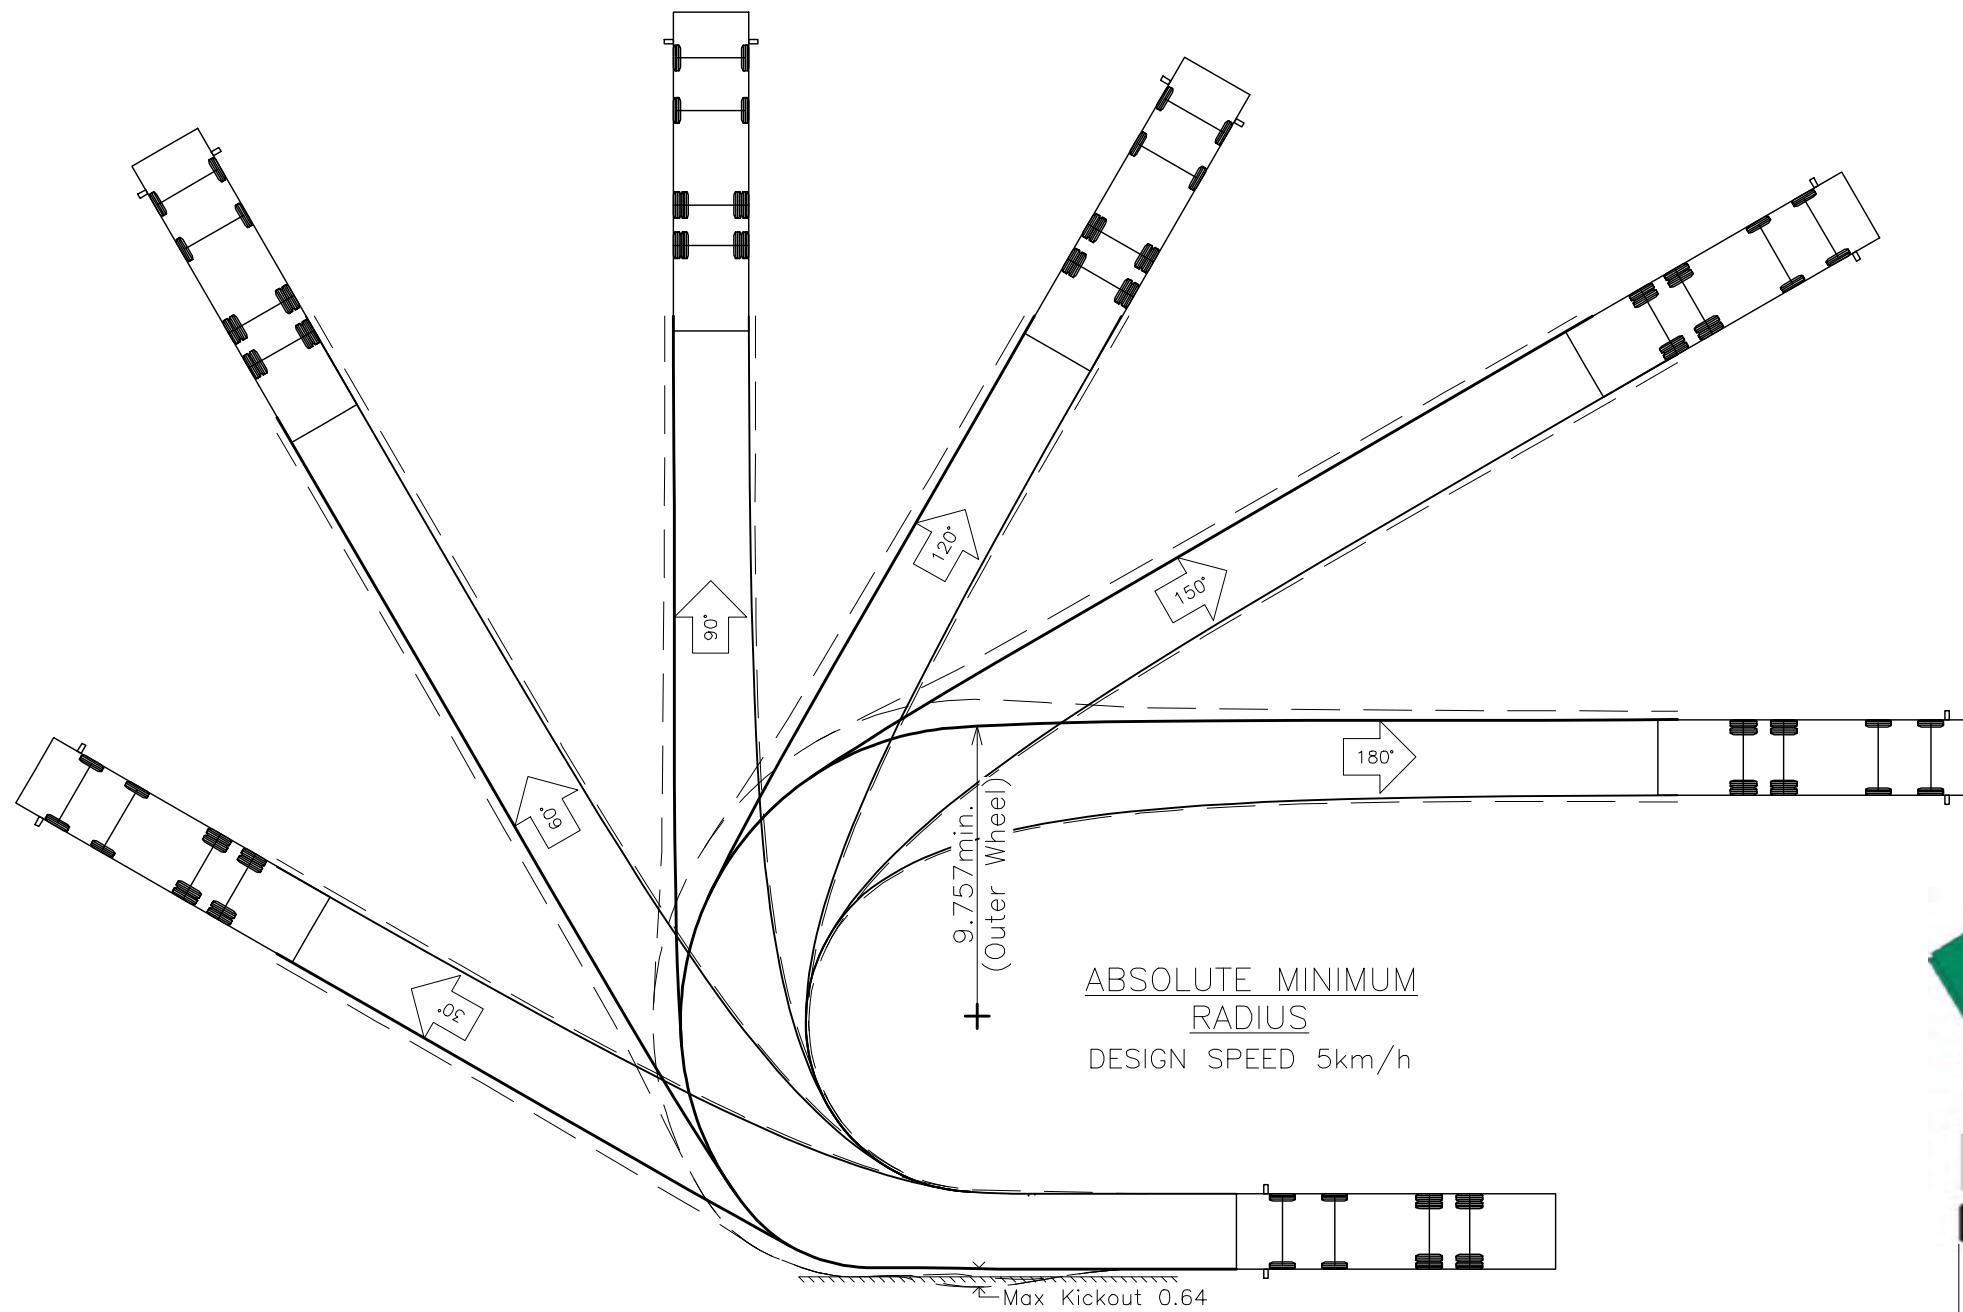 120°
150°
90°
180°
60°
30°
9.757min.
(Outer Wheel)
ABSOLUTE MINIMUM
RADIUS
DESIGN SPEED 5km/h
Max Kickout 0.64